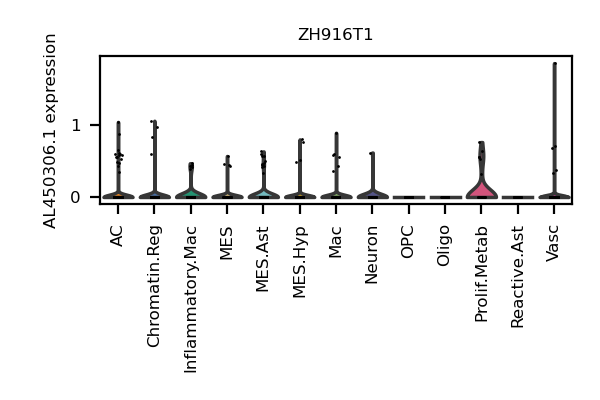 ZH916T1
AL450306.1 expression
1
0
AC
Chromatin.Reg
Inflammatory.Mac
MES
MES.Ast
MES.Hyp
Mac
Neuron
OPC
Oligo
Prolif.Metab
Reactive.Ast
Vasc